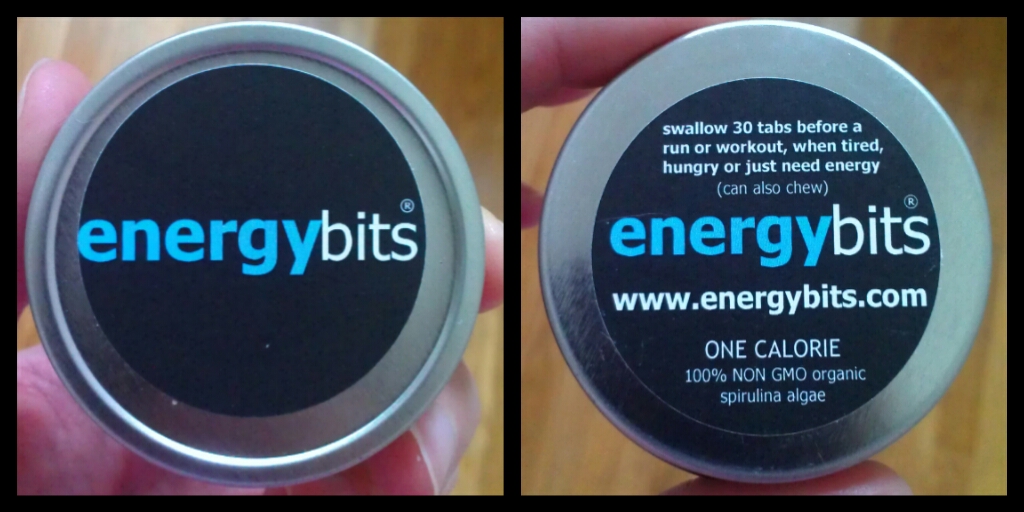 energybits®
swallow 30 tabs before a
run or workout, when tired,
hungry or just need energy
(can also chew)
energybits®
www.energybits.com
ONE CALORIE
100% NON GMO organic
spirulina algae